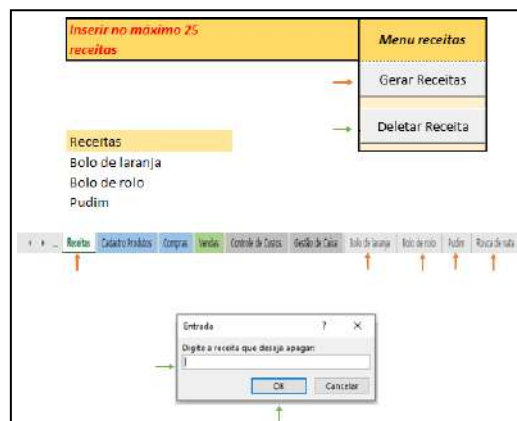 Inserir no máximo 25
receitas
Menu receitas
Gerar Receitas
Deletar Receita
Receitas
Bolo de laranja
Bolo de rolo
Pudim
... Receitas Cadastro Produtos Compras Vendas Controle de Custos Gestão de Caixa Bolo de laranja Bolo de rolo Pudim Rosca de nata
Entrada ? X
Digite a receita que deseja apagar:
OK Cancelar